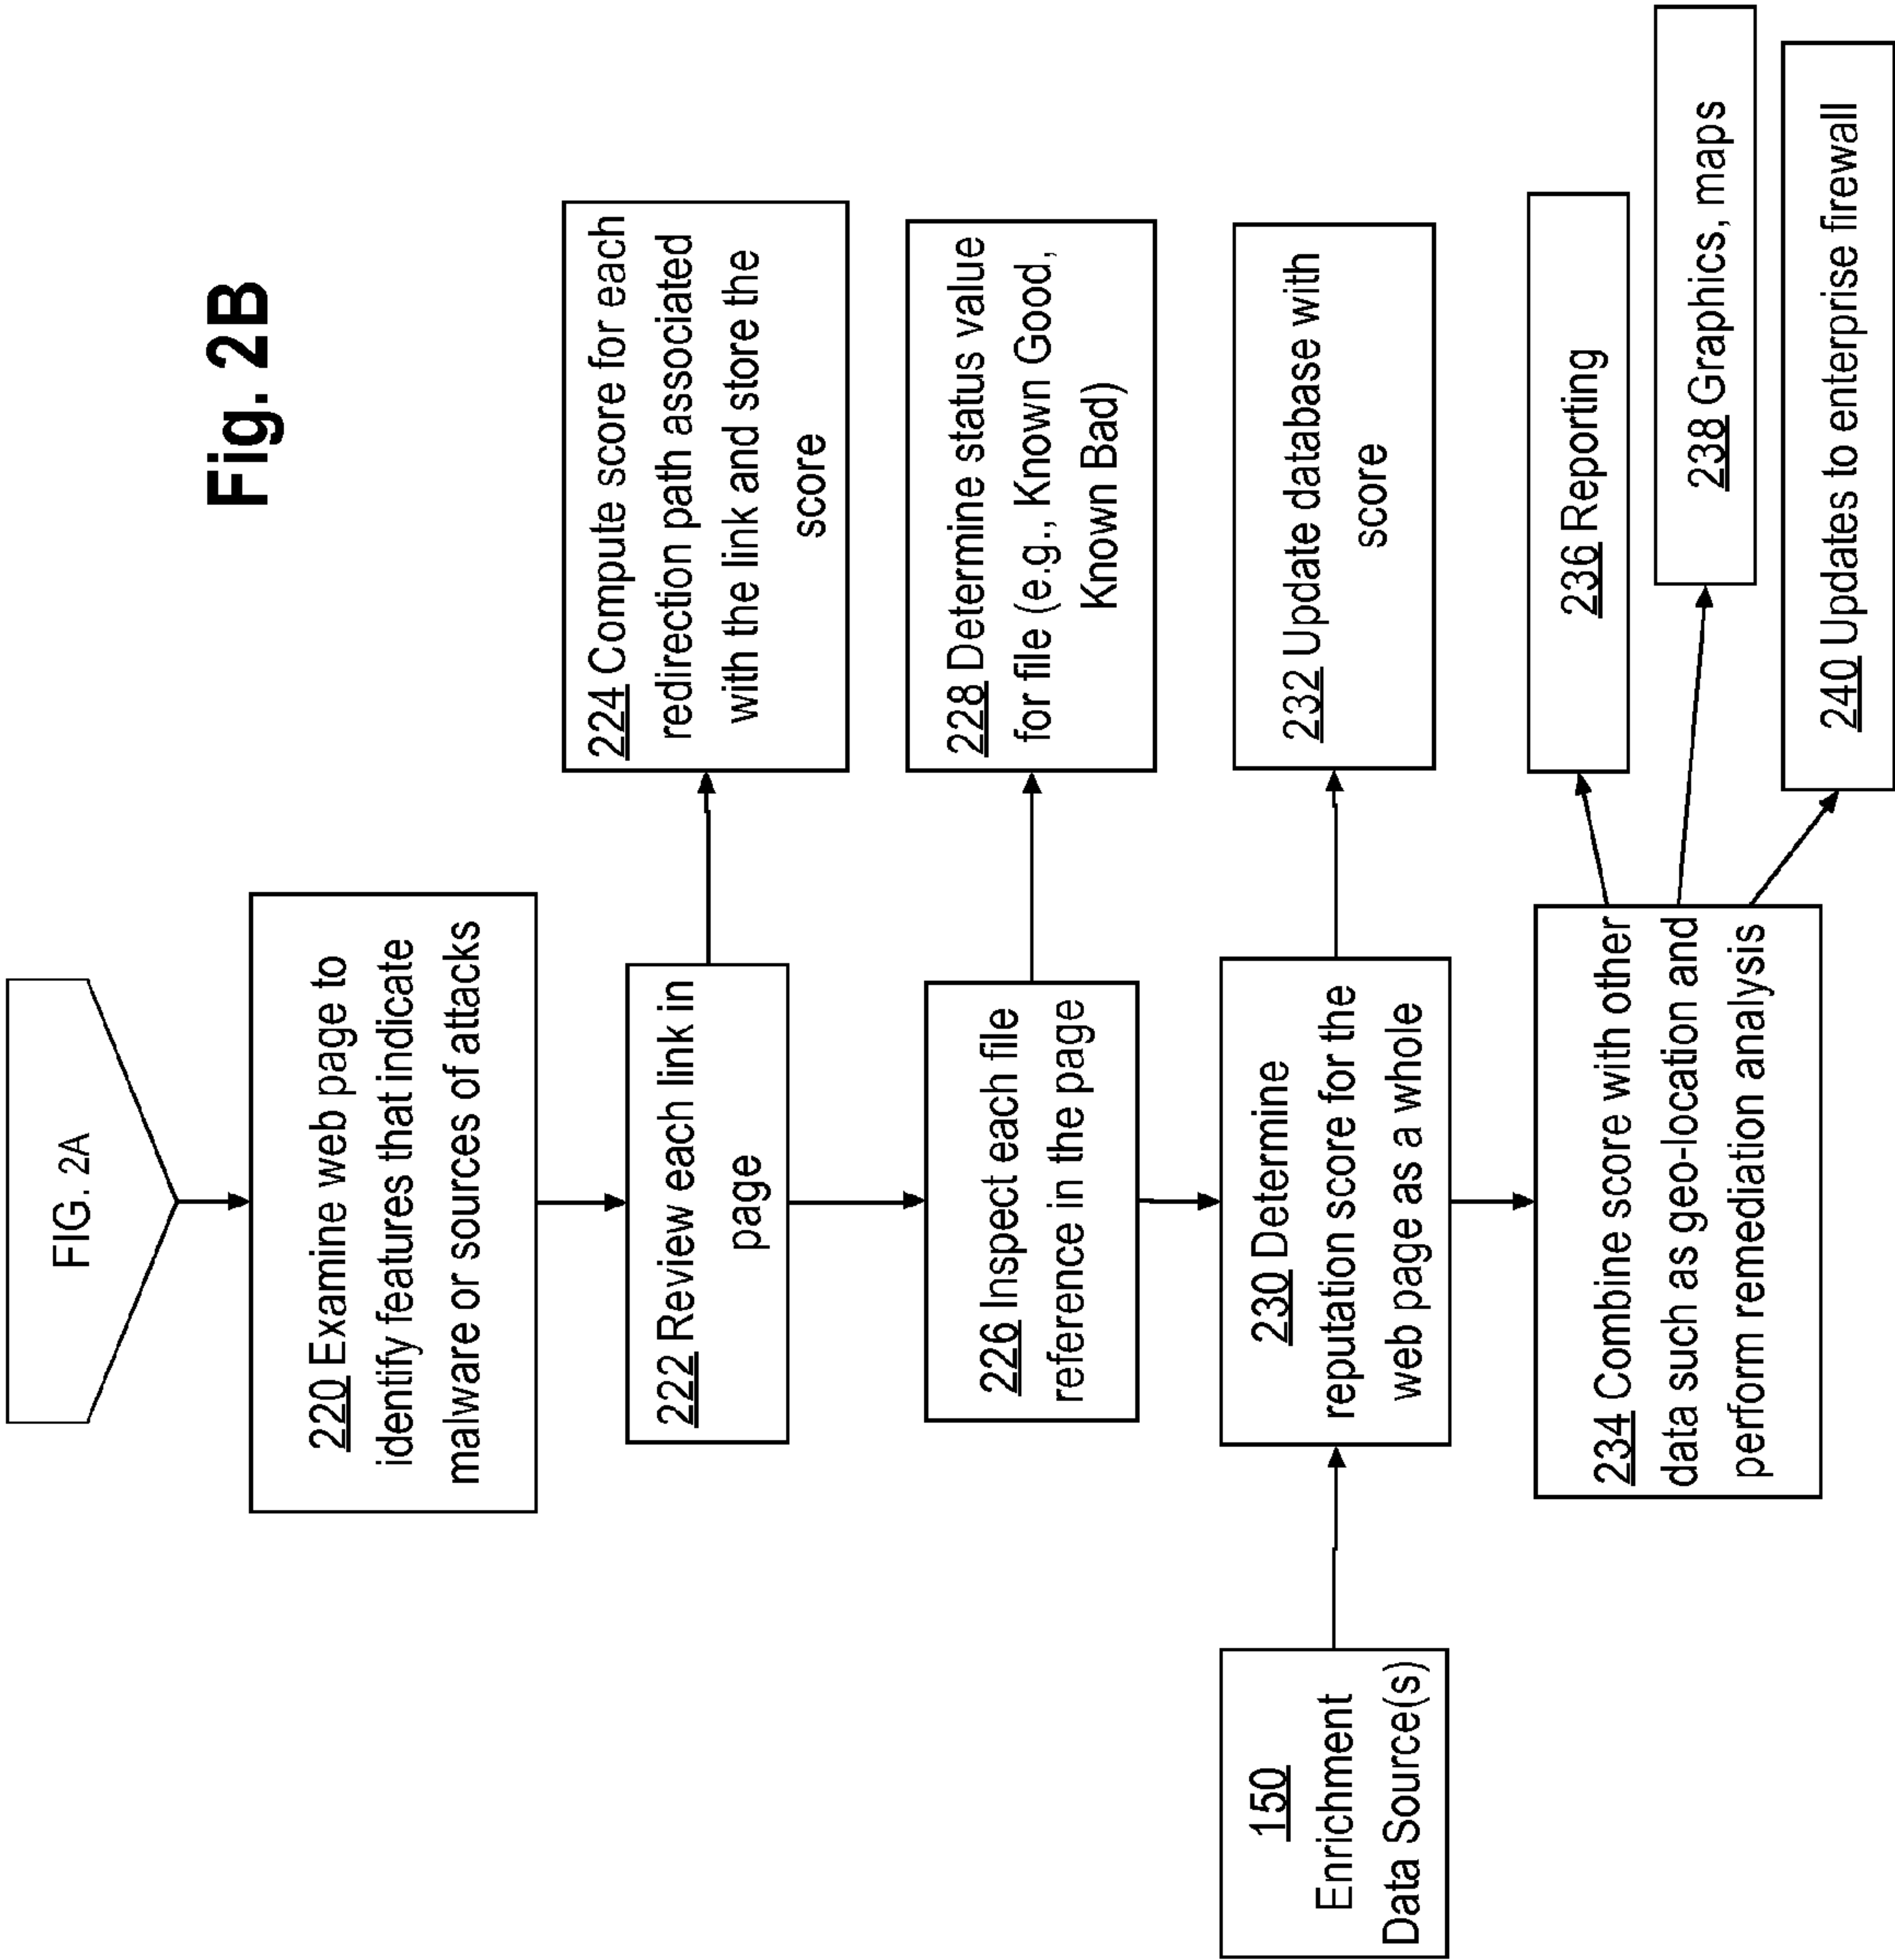 Fig. 2B
FIG. 2A
220 Examine web page to
identify features that indicate
malware or sources of attacks
222 Review each link in
page
224 Compute score for each
redirection path associated
with the link and store the
score
226 Inspect each file
reference in the page
228 Determine status value
for file (e.g., Known Good,
Known Bad)
150
Enrichment
Data Source(s)
230 Determine
reputation score for the
web page as a whole
232 Update database with
score
234 Combine score with other
data such as geo-location and
perform remediation analysis
236 Reporting
238 Graphics, maps
240 Updates to enterprise firewall